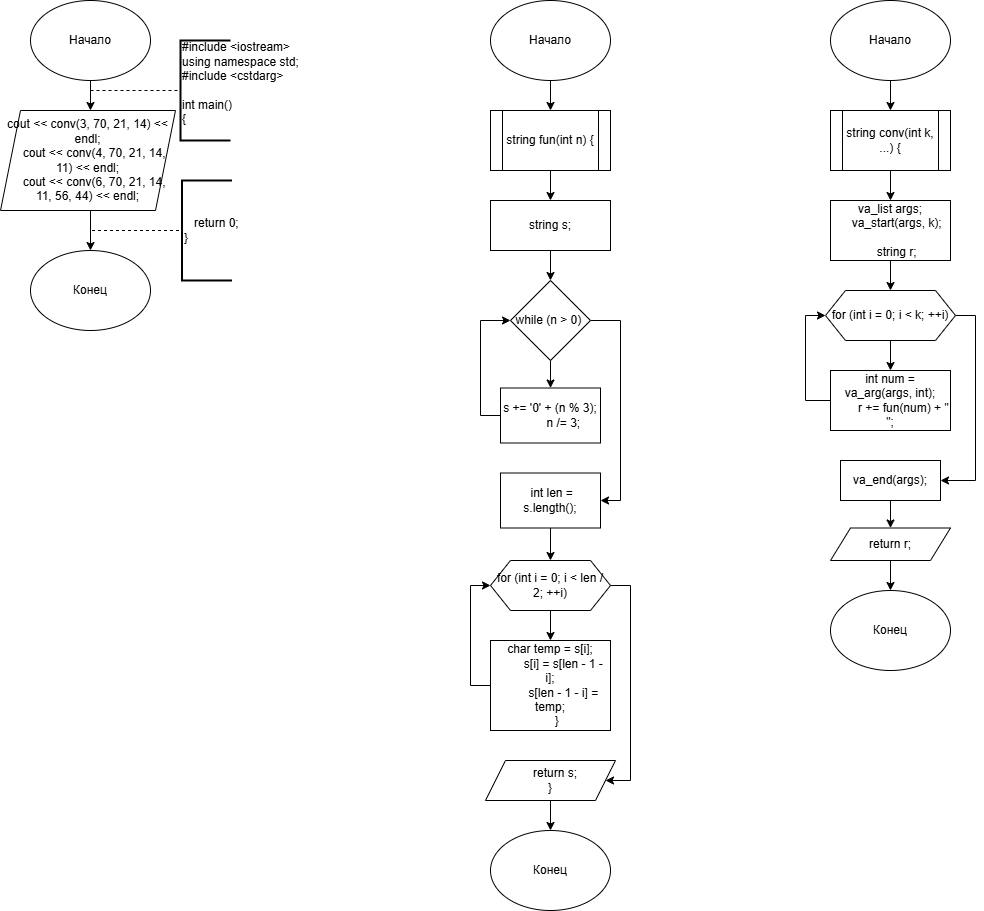 Начало
#include <iostream>
using namespace std;
#include <cstdarg>
int main()
{
cout << conv(3, 70, 21, 14) <<
endl;
cout << conv(4, 70, 21, 14,
11) << endl;
cout << conv(6, 70, 21, 14,
11, 56, 44) << endl;
return 0;
}
Конец
Начало
string fun(int n) {
string s;
while (n > 0)
s += '0' + (n % 3);
n /= 3;
int len =
s.length();
for (int i = 0; i < len /
2; ++i)
char temp = s[i];
s[i] = s[len - 1 -
i];
s[len - 1 - i] =
temp;
}
return s;
}
Конец
Начало
string conv(int k,
...) {
va_list args;
va_start(args, k);
string r;
for (int i = 0; i < k; ++i)
int num =
va_arg(args, int);
r += fun(num) + "
";
va_end(args);
return r;
Конец